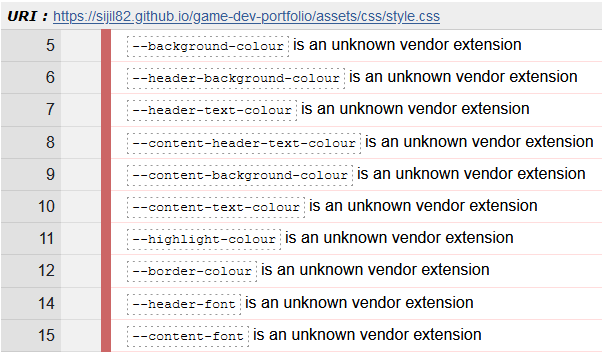 URI : https://sijil82.github.io/game-dev-portfolio/assets/css/style.css
5 --background-colour is an unknown vendor extension
6 --header-background-colour is an unknown vendor extension
7 --header-text-colour is an unknown vendor extension
8 --content-header-text-colour is an unknown vendor extension
9 --content-background-colour is an unknown vendor extension
10 --content-text-colour is an unknown vendor extension
11 --highlight-colour is an unknown vendor extension
12 --border-colour is an unknown vendor extension
14 --header-font is an unknown vendor extension
15 --content-font is an unknown vendor extension